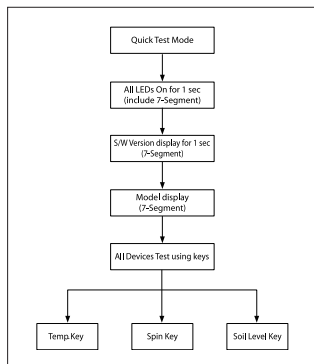 Quick Test Mode
All LEDs On for 1 sec
(include 7-Segment)
S/W Version display for 1 sec
(7-Segment)
Model display
(7-Segment)
All Devices Test using keys
Temp. Key
Spin Key
Soil Level Key